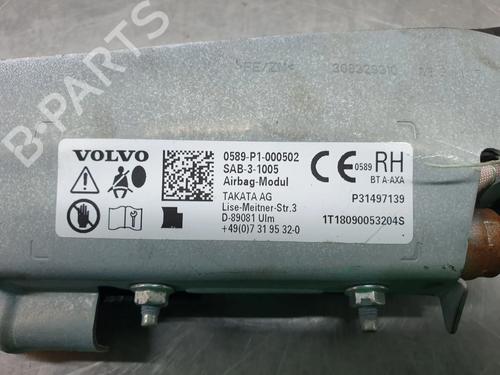 B-PARTS
VOLVO
0589-P1-000502
SAB-3-1005
Airbag-Modul
TAKATA AG
Lise-Meitner-Str.3
D-89081 Ulm
+49(0)7 31 95 32-0
CE 0589 RH
BT A-AXA
P31497139
1T18090053204S